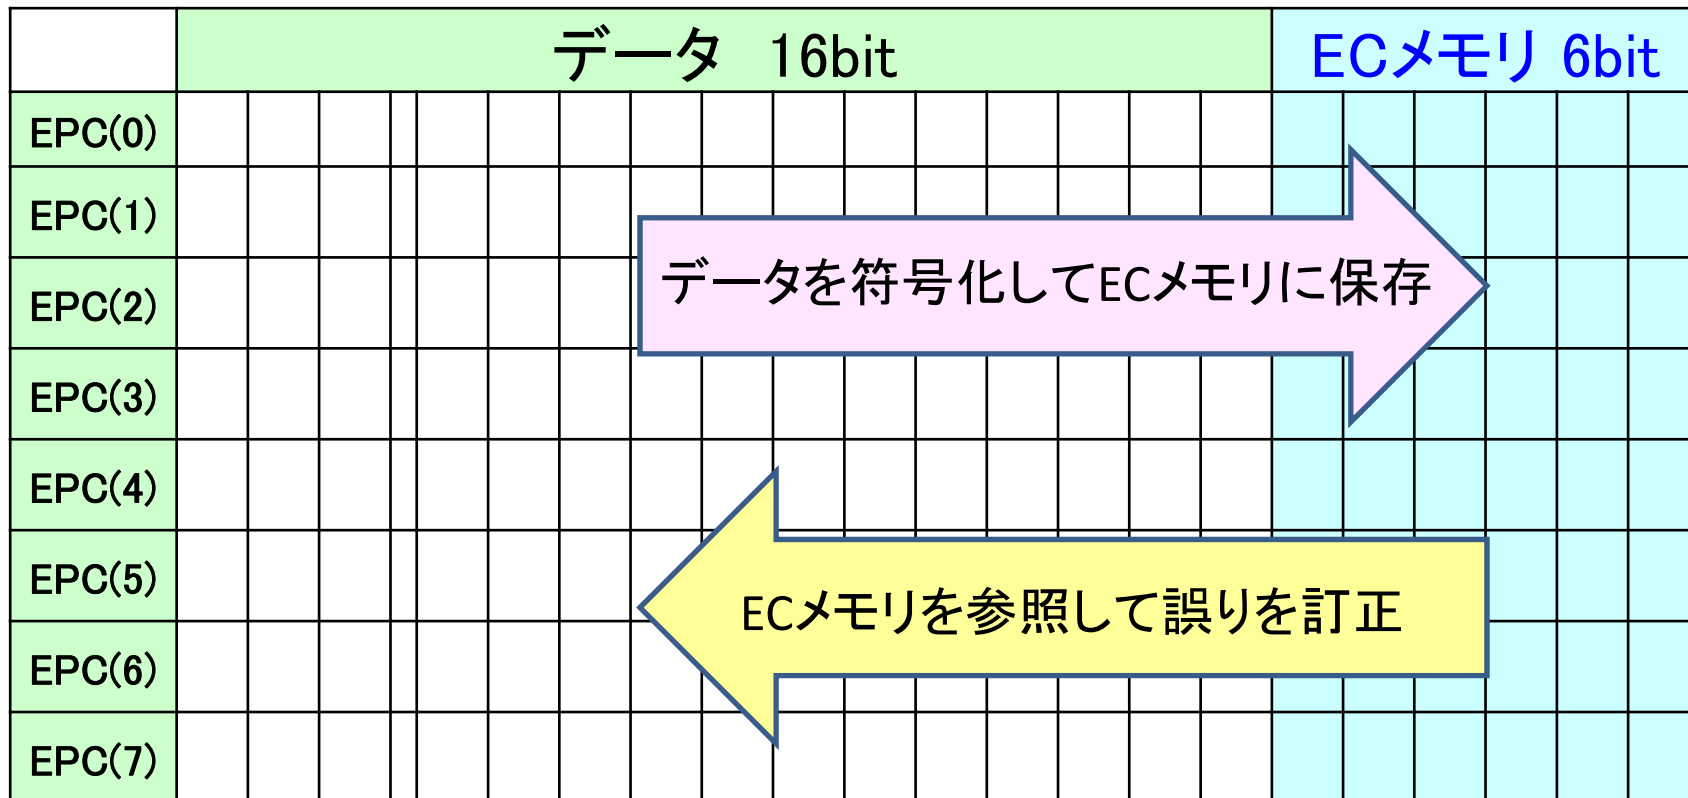 データ 16bit ECメモリ 6bit
EPC(0)
EPC(1)
EPC(2)
データを符号化してECメモリに保存
EPC(3)
EPC(4)
EPC(5)
ECメモリを参照して誤りを訂正
EPC(6)
EPC(7)